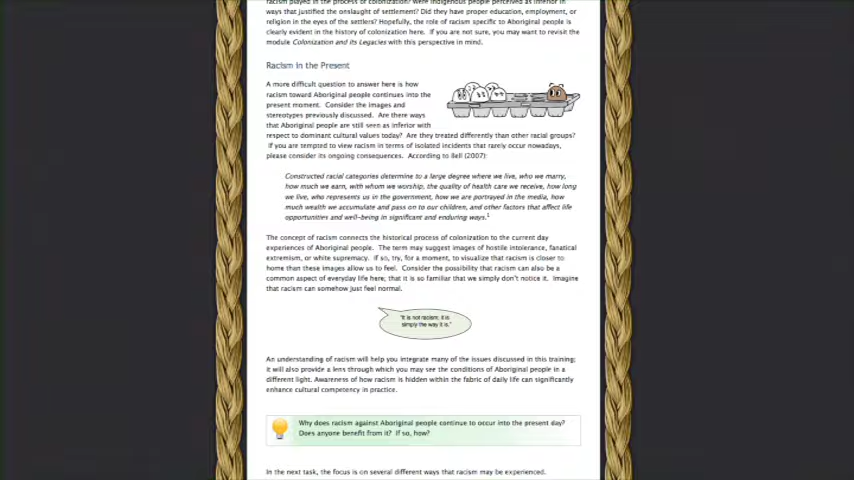 racism played in the process of colonization? Were indigenous people perceived as inferior in
ways that justified the onslaught of settlement? Did they have proper education, employment, or
religion in the eyes of the settlers? Hopefully, the role of racism specific to Aboriginal people is
clearly evident in the history of colonization here. If you are not sure, you may want to revisit the
module Colonization and its Legacies with this perspective in mind.
Racism in the Present
A more difficult question to answer here is how
racism toward Aboriginal people continues into the
present moment. Consider the images and
stereotypes previously discussed. Are there ways
that Aboriginal people are still seen as inferior with
respect to dominant cultural values today? Are they treated differently than other racial groups?
If you are tempted to view racism in terms of isolated incidents that rarely occur nowadays,
please consider its ongoing consequences. According to Bell (2007):
Constructed racial categories determine to a large degree where we live, who we marry,
how much we earn, with whom we worship, the quality of health care we receive, how long
we live, who represents us in the government, how we are portrayed in the media, how
much wealth we accumulate and pass on to our children, and other factors that affect life
opportunities and well-being in significant and enduring ways.1
The concept of racism connects the historical process of colonization to the current day
experiences of Aboriginal people. The term may suggest images of hostile intolerance, fanatical
extremism, or white supremacy. If so, try, for a moment, to visualize that racism is closer to
home than these images allow us to feel. Consider the possibility that racism can also be a
common aspect of everyday life here; that it is so familiar that we simply don't notice it. Imagine
that racism can somehow just feel normal.
"It is not racism; it is
simply the way it is."
An understanding of racism will help you integrate many of the issues discussed in this training;
it will also provide a lens through which you may see the conditions of Aboriginal people in a
different light. Awareness of how racism is hidden within the fabric of daily life can significantly
enhance cultural competency in practice.
Why does racism against Aboriginal people continue to occur into the present day?
Does anyone benefit from it? If so, how?
In the next task, the focus is on several different ways that racism may be experienced.